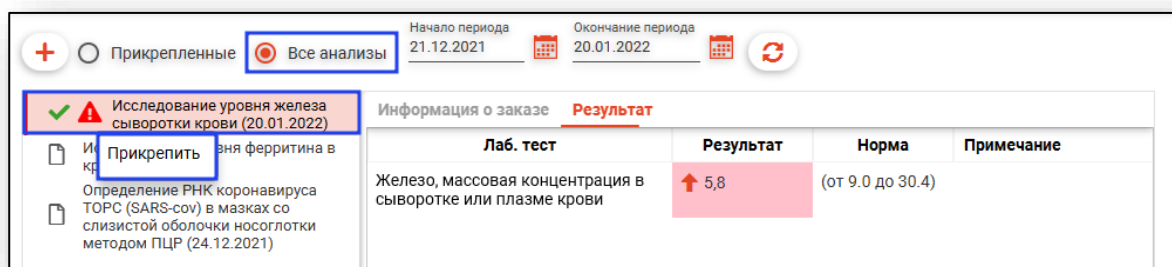 Начало периода
Окончание периода
Прикрепленные
Все анализы
21.12.2021
20.01.2022
Исследование уровня железа
сыворотки крови (20.01.2022)
Прикрепить
вня ферритина в
Определение РНК коронавируса
ТОРС (SARS-cov) в мазках со
слизистой оболочки носоглотки
методом ПЦР (24.12.2021)
Информация о заказе
Результат
Лаб. тест
Результат
Норма
Примечание
Железо, массовая концентрация в
сыворотке или плазме крови
5,8
(от 9.0 до 30.4)